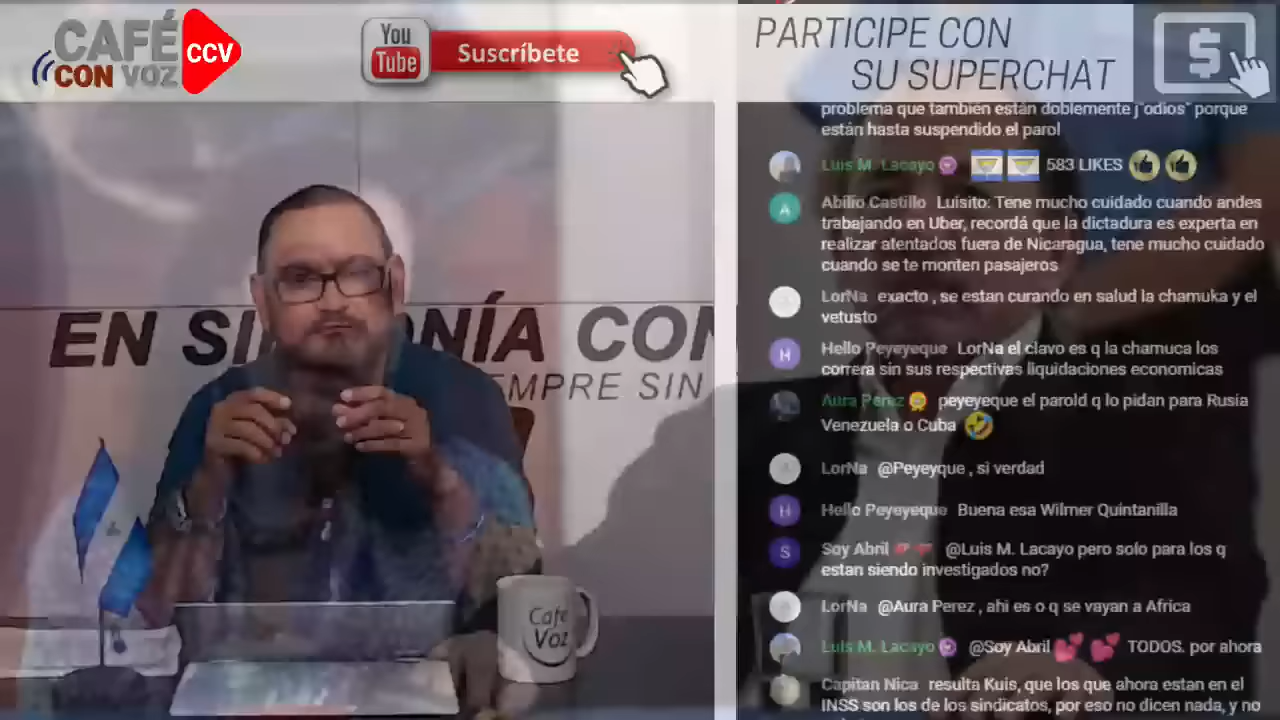 CAFÉ
CON VOZ
CCV
You
Tube
Suscríbete
PARTICIPE CON
SU SUPERCHAT
$
EN SI NÍA CON
EMPRE SIN
Café
Voz
problema que también están doblemente j"odios" porque
están hasta suspendido el parol
Luis M. Lacayo 583 LIKES
A
Abilio Castillo Luisito: Tene mucho cuidado cuando andes
trabajando en Uber, recordá que la dictadura es experta en
realizar atentados fuera de Nicaragua, tene mucho cuidado
cuando se te monten pasajeros
LorNa exacto , se estan curando en salud la chamuka y el
vetusto
H
Hello Peyeyeque LorNa el clavo es q la chamuca los
correra sin sus respectivas liquidaciones economicas
Aura Perez peyeyeque el parold q lo pidan para Rusia
Venezuela o Cuba
LorNa @Peyeyque , si verdad
H
Hello Peyeyeque Buena esa Wilmer Quintanilla
S
Soy Abril @Luis M. Lacayo pero solo para los q
estan siendo investigados no?
LorNa @Aura Perez , ahi es o q se vayan a Africa
Luis M. Lacayo @Soy Abril TODOS. por ahora
Capitan Nica resulta Kuis, que los que ahora estan en el
INSS son los de los sindicatos, por eso no dicen nada, y no